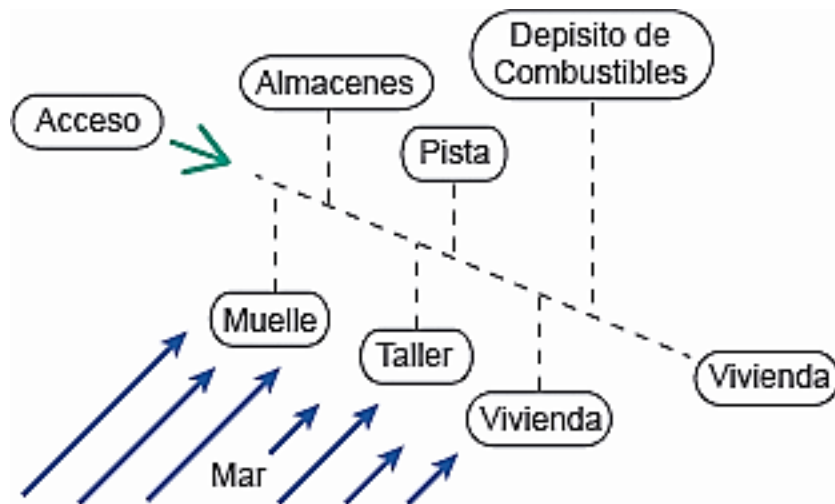 Depisito de
Combustibles
Almacenes
Acceso
Pista
Muelle
Taller
Vivienda
Vivienda
Mar